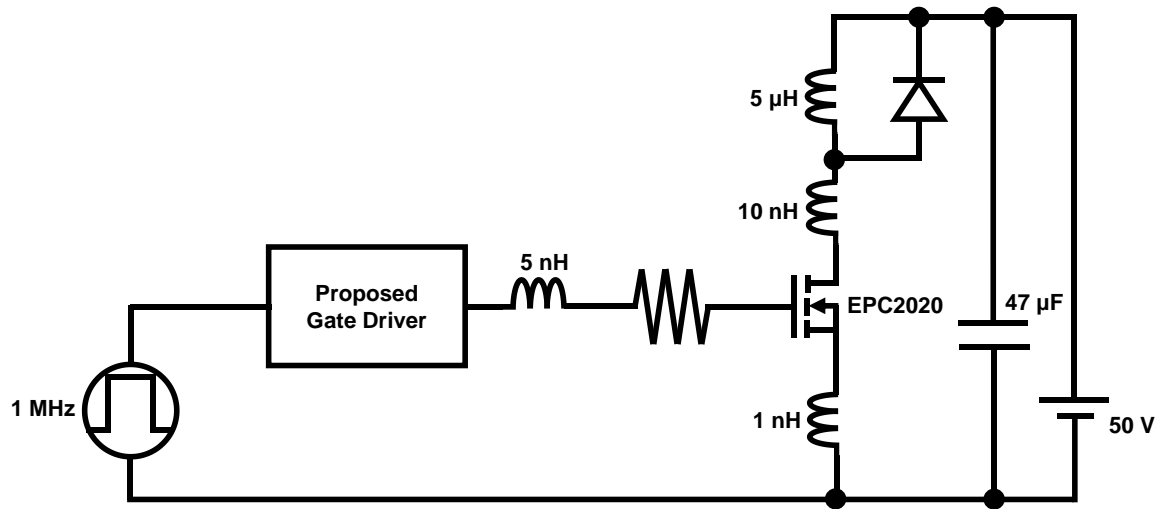 5 µH
10 nH
5 nH
Proposed
Gate Driver
EPC2020
47 µF
1 MHz
1 nH
50 V